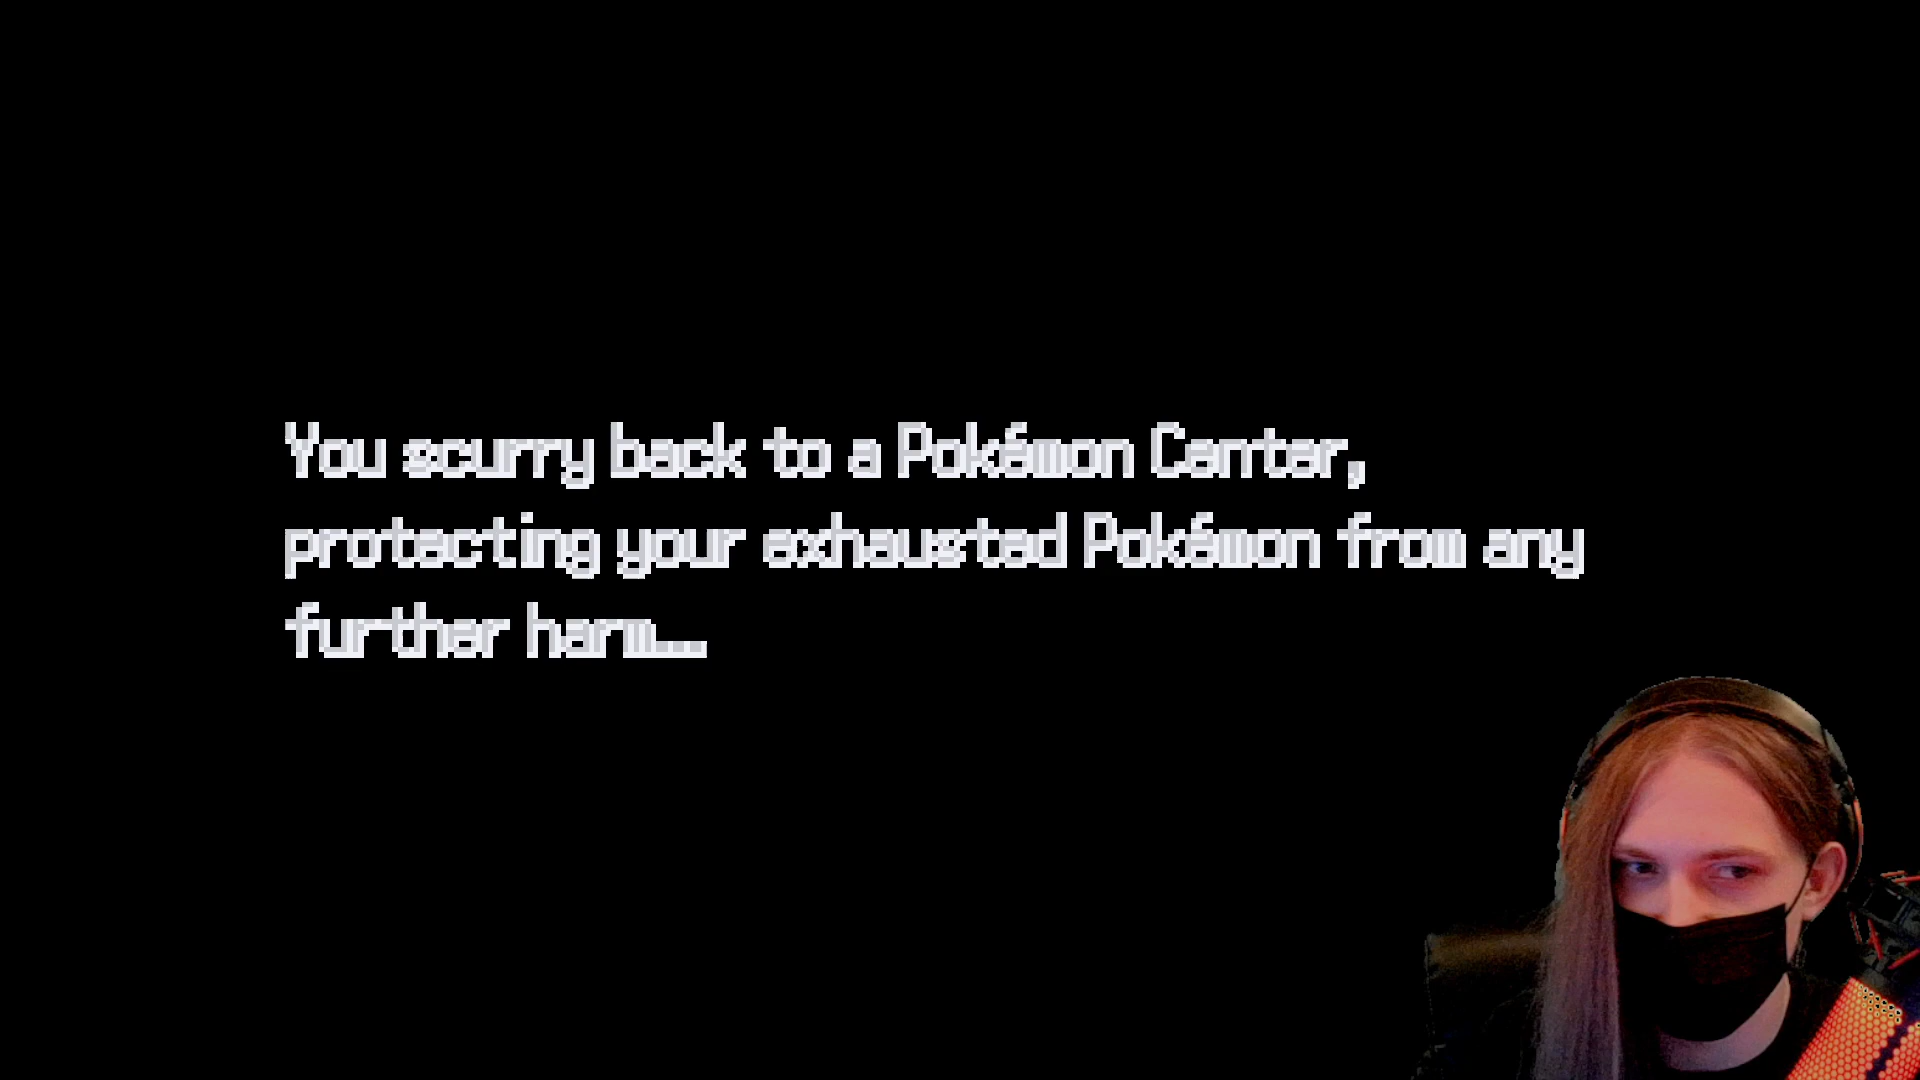 You scurry back to a Pokémon Center,
protecting your exhausted Pokémon from any
further harm...